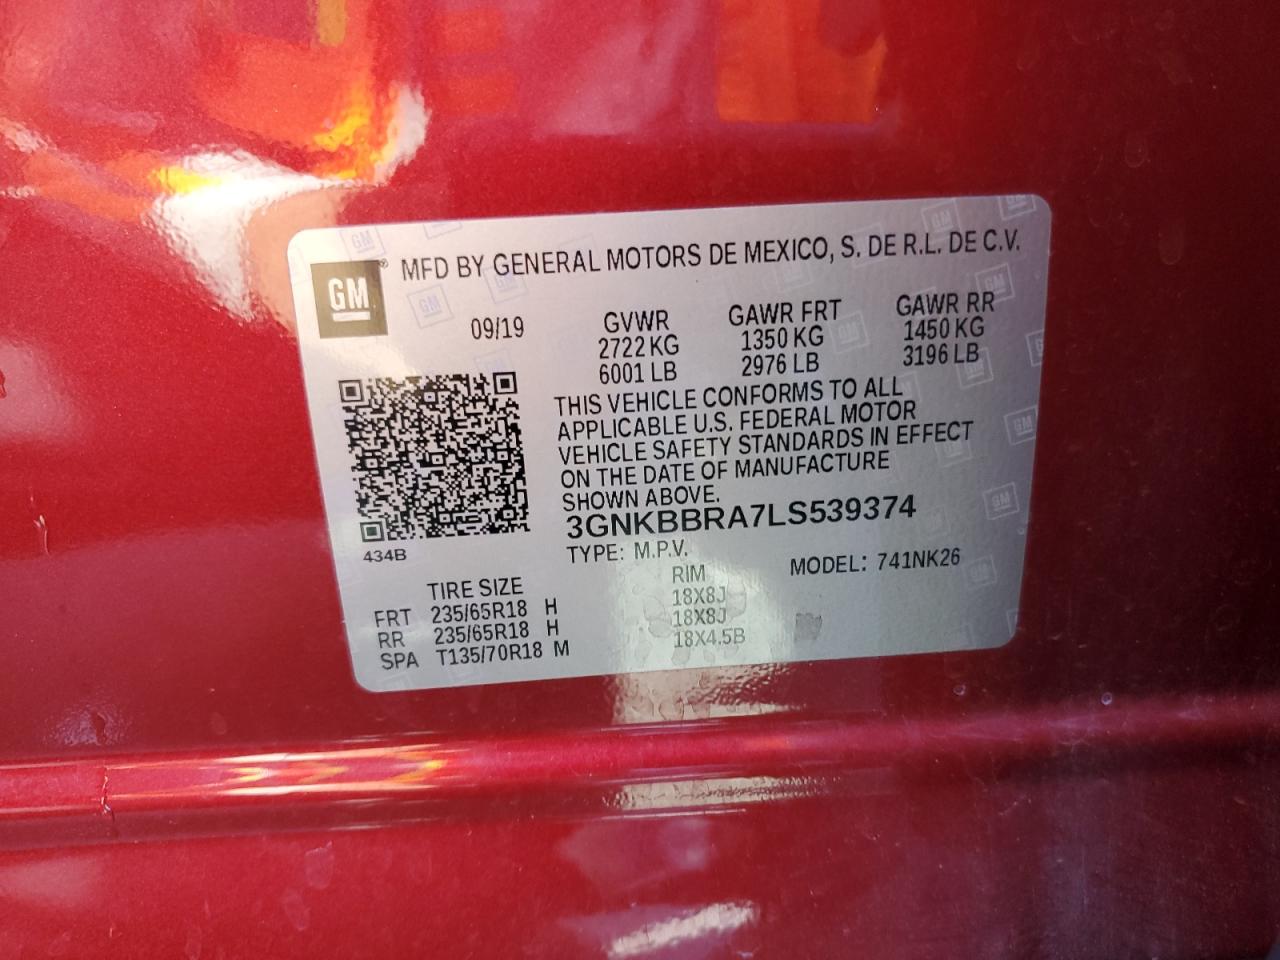 GM® MFD BY GENERAL MOTORS DE MEXICO, S. DE R.L. DE C.V.
09/19
GVWR GAWR FRT GAWR RR
2722 KG 1350 KG 1450 KG
6001 LB 2976 LB 3196 LB
THIS VEHICLE CONFORMS TO ALL
APPLICABLE U.S. FEDERAL MOTOR
VEHICLE SAFETY STANDARDS IN EFFECT
ON THE DATE OF MANUFACTURE
SHOWN ABOVE.
3GNKBBRA7LS539374
434B
TYPE: M.P.V. MODEL: 741NK26
TIRE SIZE RIM
FRT 235/65R18 H 18X8J
RR 235/65R18 H 18X8J
SPA T135/70R18 M 18X4.5B